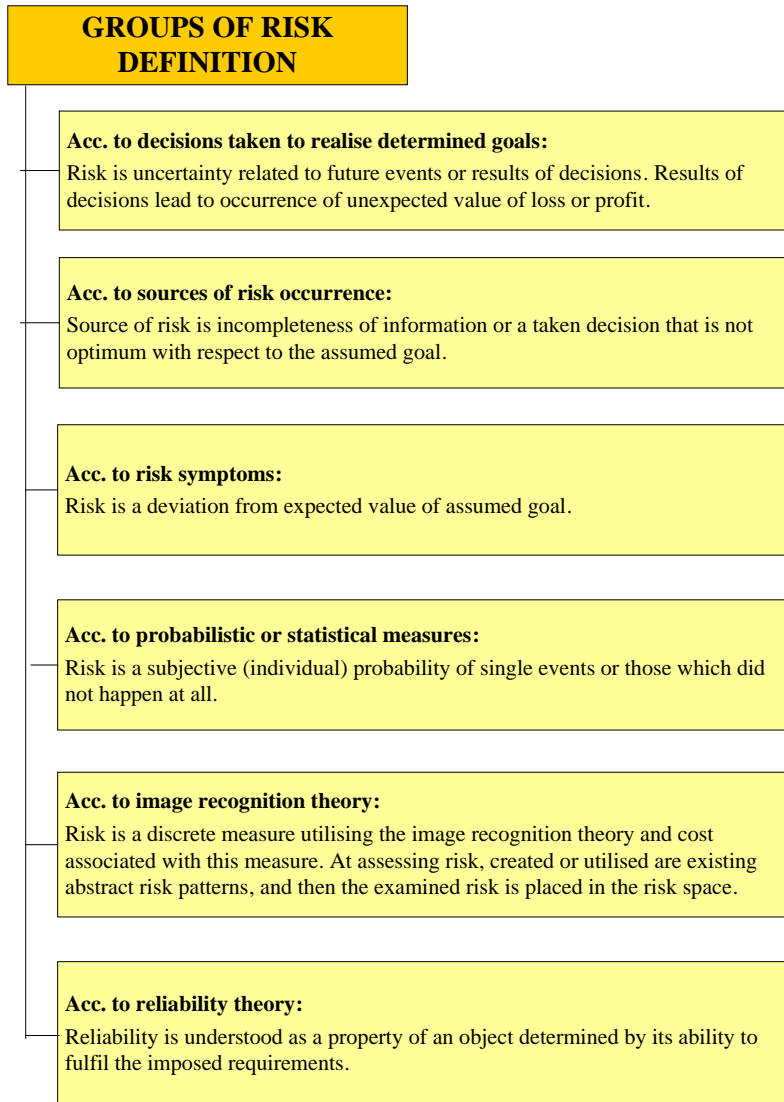 GROUPS OF RISK
DEFINITION
Acc. to decisions taken to realise determined goals:
Risk is uncertainty related to future events or results of decisions. Results of
decisions lead to occurrence of unexpected value of loss or profit.
Acc. to sources of risk occurrence:
Source of risk is incompleteness of information or a taken decision that is not
optimum with respect to the assumed goal.
Acc. to risk symptoms:
Risk is a deviation from expected value of assumed goal.
Acc. to probabilistic or statistical measures:
Risk is a subjective (individual) probability of single events or those which did
not happen at all.
Acc. to image recognition theory:
Risk is a discrete measure utilising the image recognition theory and cost
associated with this measure. At assessing risk, created or utilised are existing
abstract risk patterns, and then the examined risk is placed in the risk space.
Acc. to reliability theory:
Reliability is understood as a property of an object determined by its ability to
fulfil the imposed requirements.